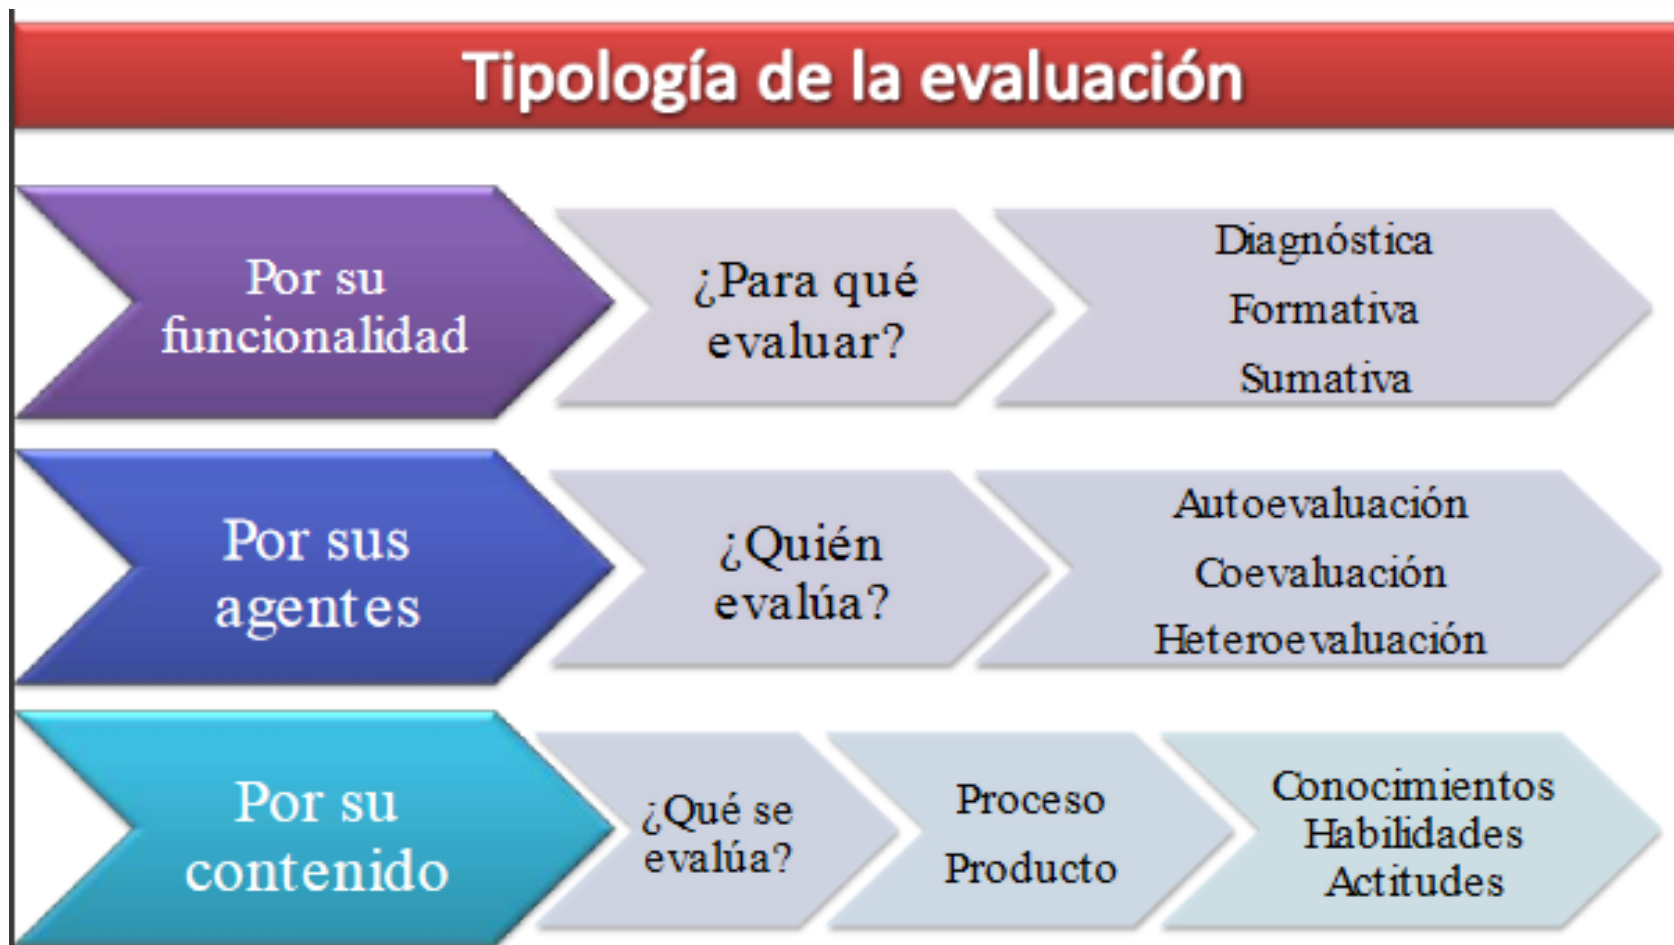 Tipología de la evaluación
Por su
funcionalidad
¿Para qué
evaluar?
Diagnóstica
Formativa
Sumativa
Por sus
agentes
¿Quién
evalúa?
Autoevaluación
Coevaluación
Heteroevaluación
Por su
contenido
¿Qué se
evalúa?
Proceso
Producto
Conocimientos
Habilidades
Actitudes